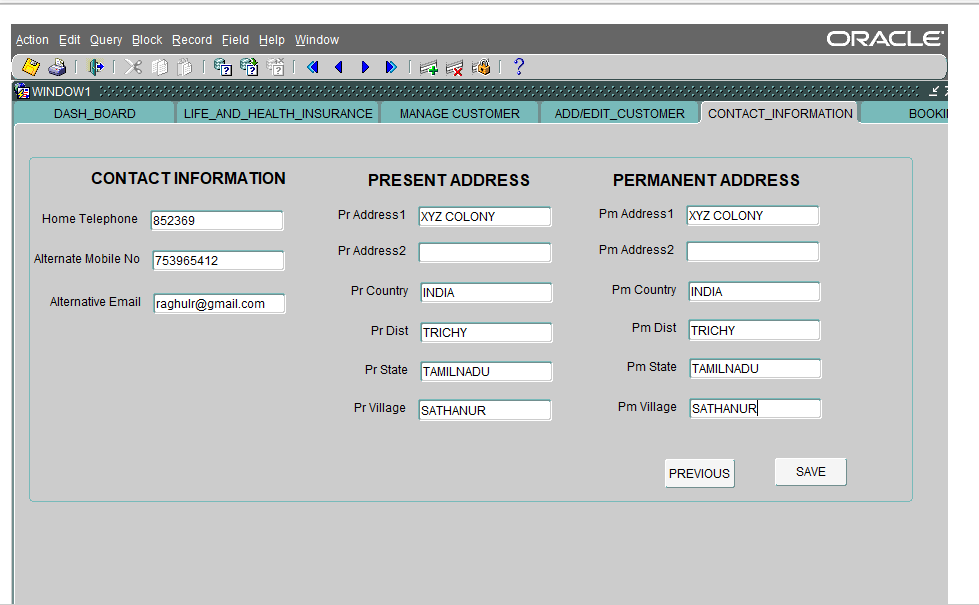 Action Edit Query Block Record Field Help Window
ORACLE
WINDOW1
DASH_BOARD LIFE_AND_HEALTH_INSURANCE MANAGE CUSTOMER ADD/EDIT_CUSTOMER CONTACT_INFORMATION BOOKI
CONTACT INFORMATION
Home Telephone 852369
Alternate Mobile No 753965412
Alternative Email raghulr@gmail.com
PRESENT ADDRESS
Pr Address1 XYZ COLONY
Pr Address2
Pr Country INDIA
Pr Dist TRICHY
Pr State TAMILNADU
Pr Village SATHANUR
PERMANENT ADDRESS
Pm Address1 XYZ COLONY
Pm Address2
Pm Country INDIA
Pm Dist TRICHY
Pm State TAMILNADU
Pm Village SATHANUR
PREVIOUS SAVE